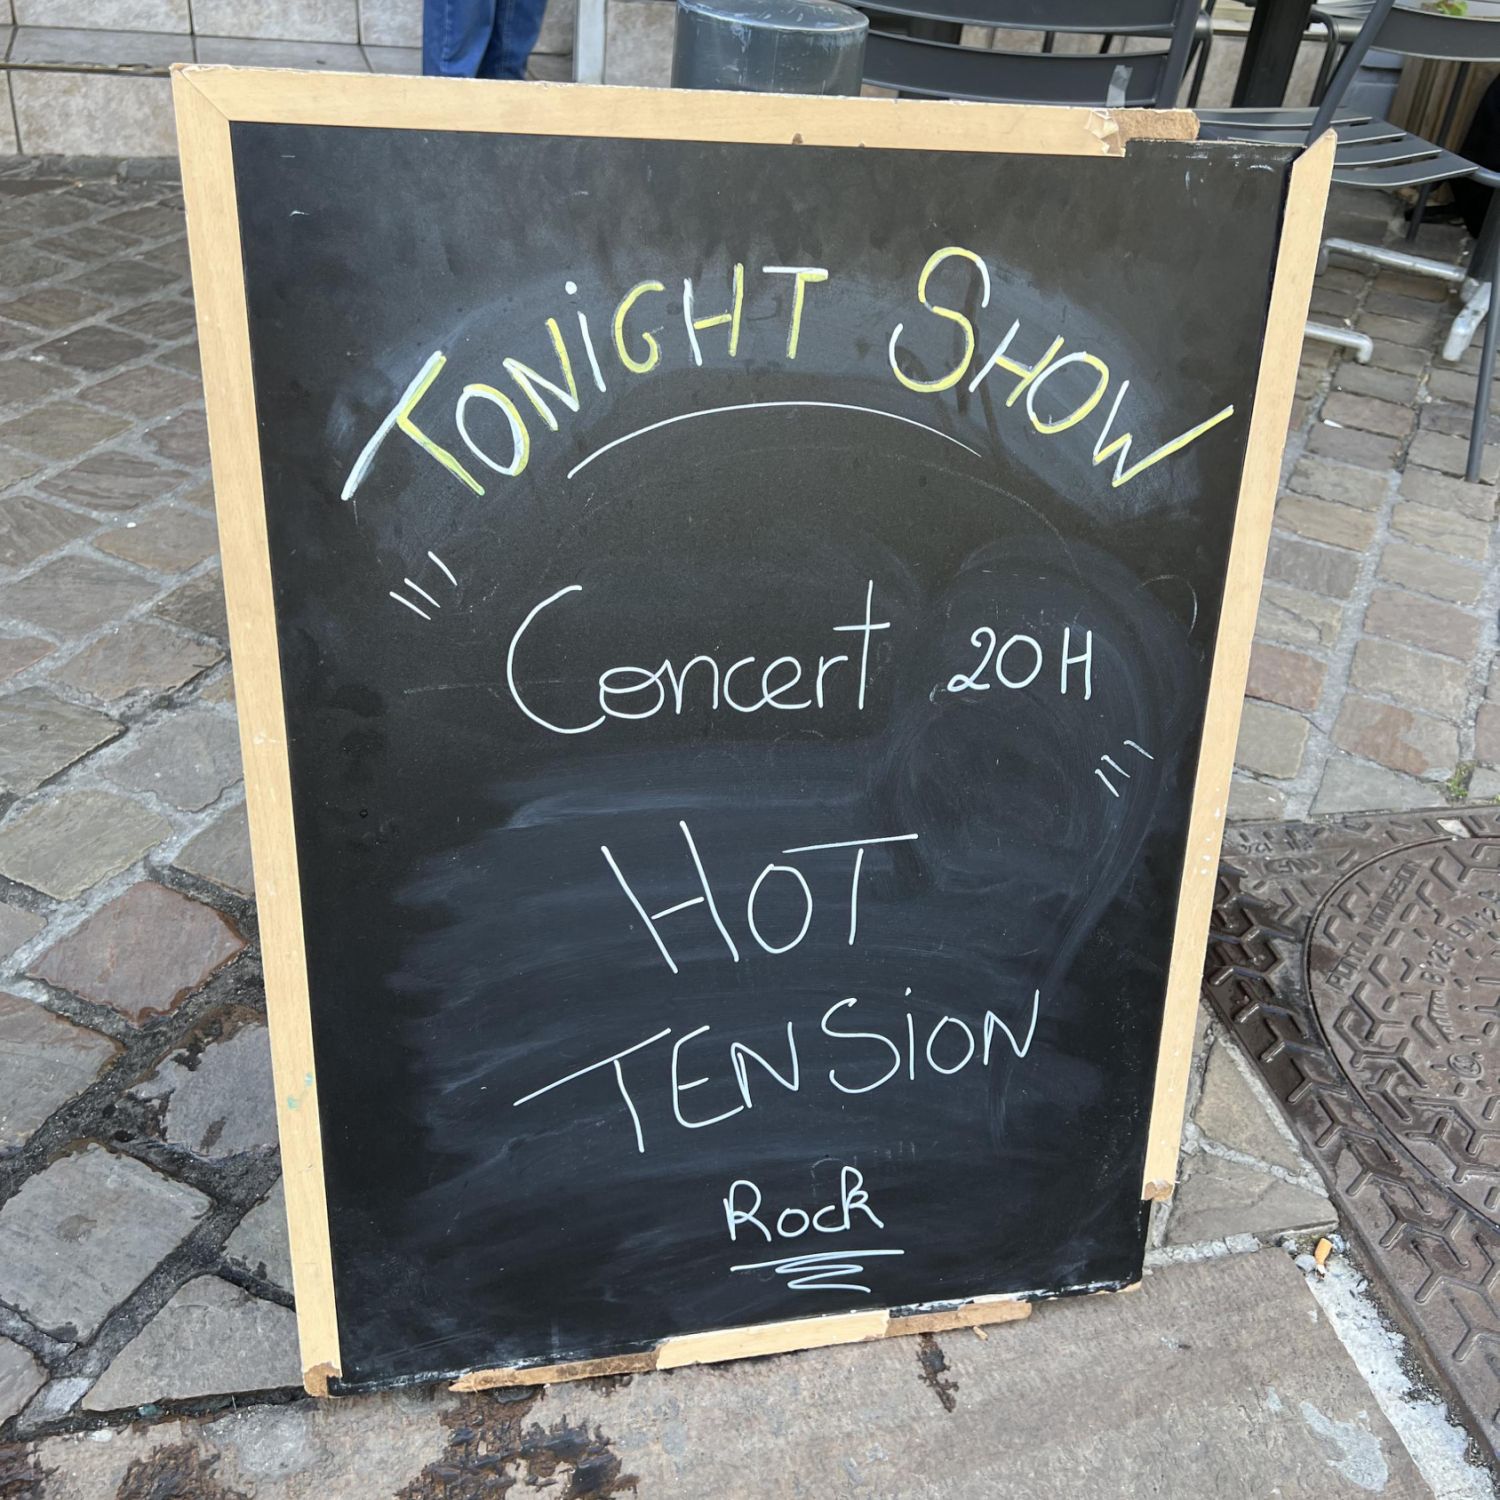 TONiGHT SHOW
Concert 20H
HOT
TENSiON
Rock